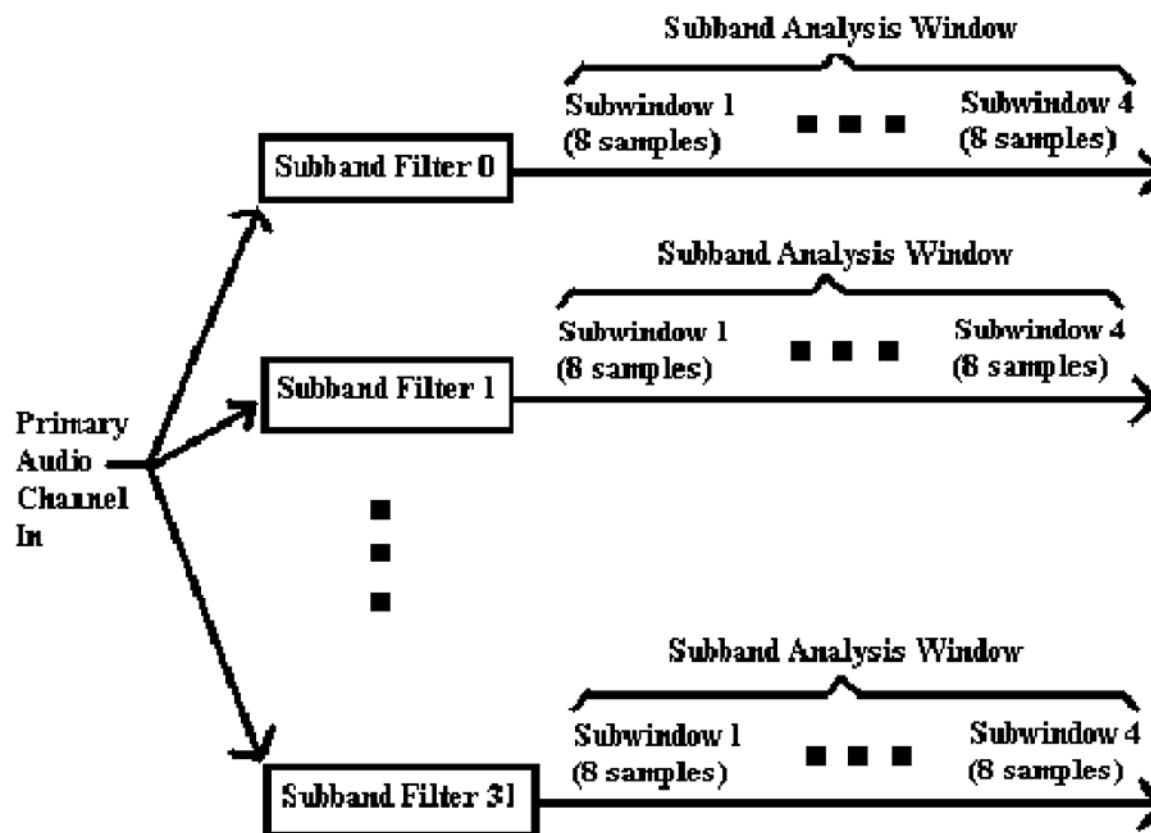 Subband Analysis Window
Subwindow 1
(8 samples)
Subwindow 4
(8 samples)
Subband Filter 0
Subband Analysis Window
Subwindow 1
(8 samples)
Subwindow 4
(8 samples)
Subband Filter 1
Primary
Audio
Channel
In
Subband Analysis Window
Subwindow 1
(8 samples)
Subwindow 4
(8 samples)
Subband Filter 31